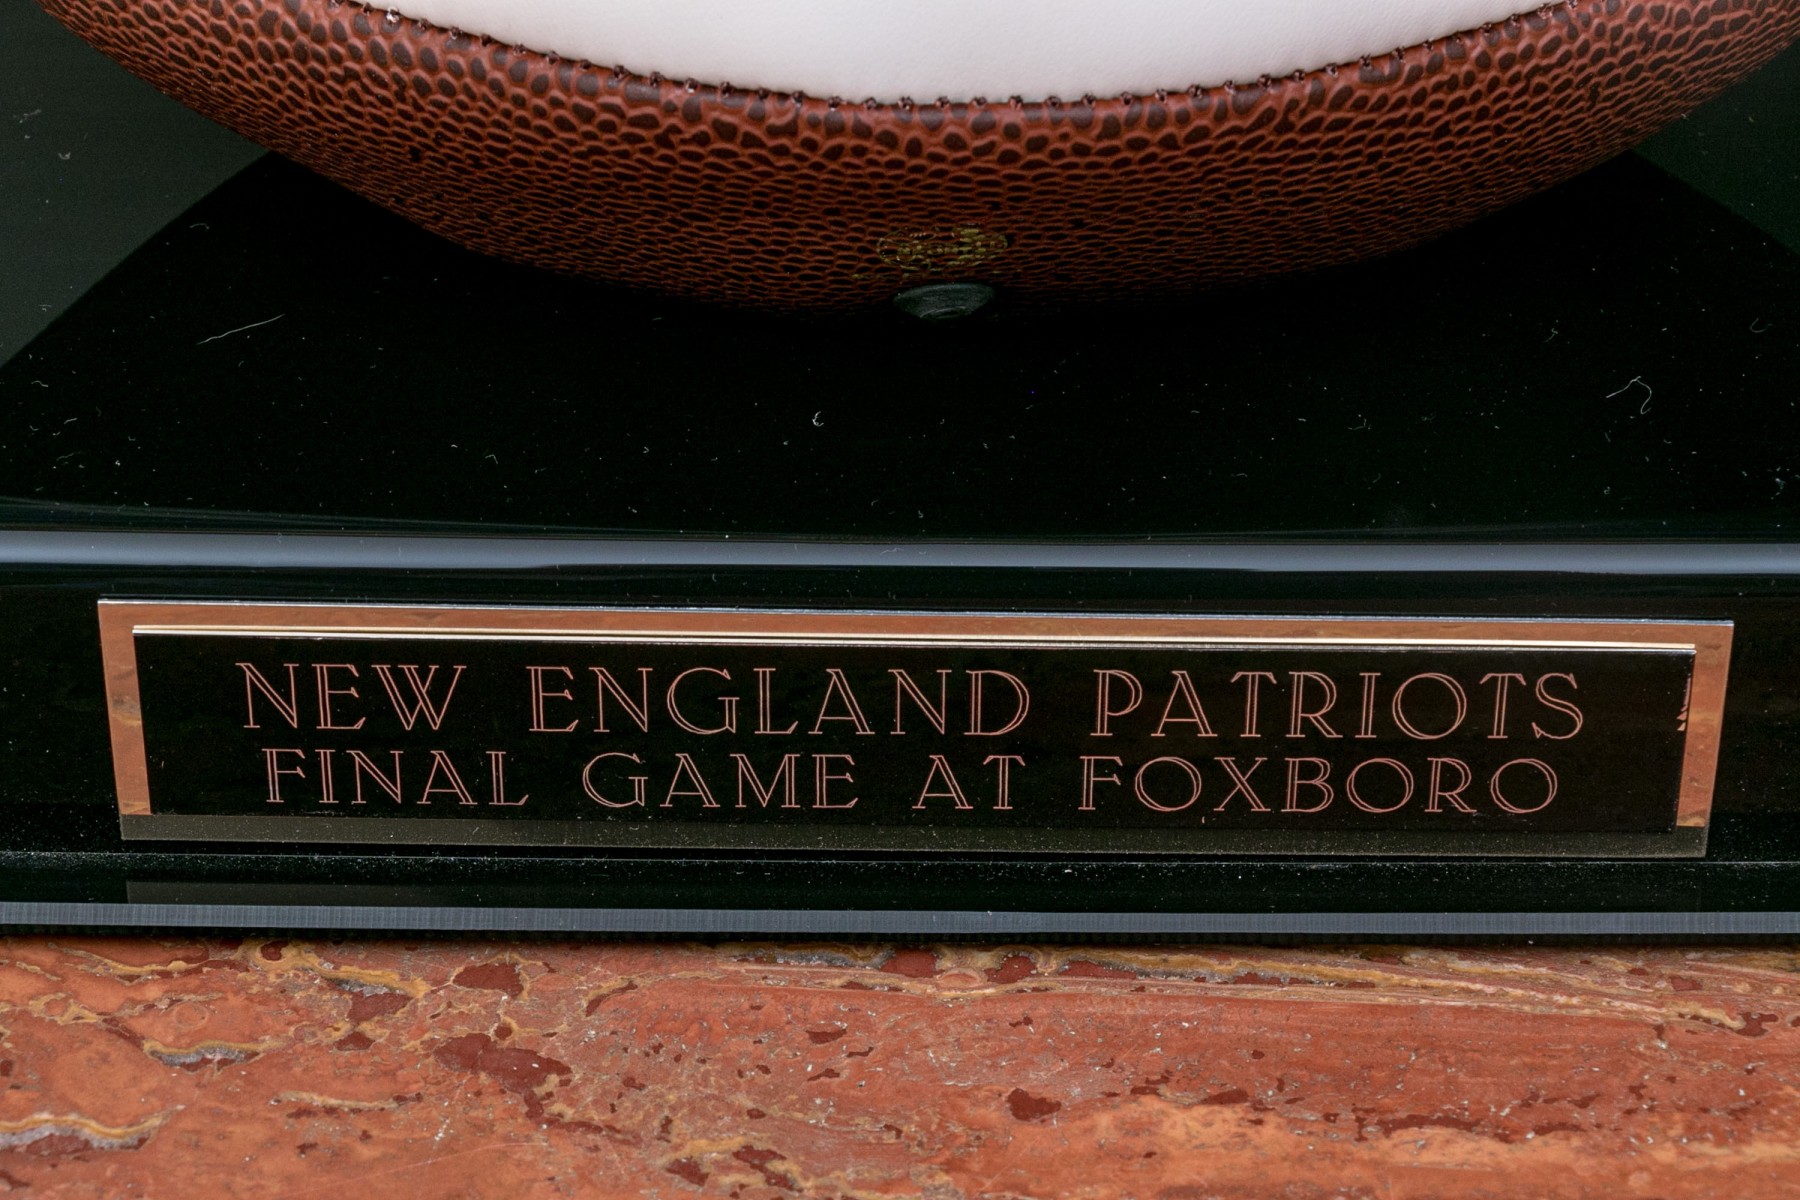 NEW ENGLAND PATRIOTS
FINAL GAME AT FOXBORO